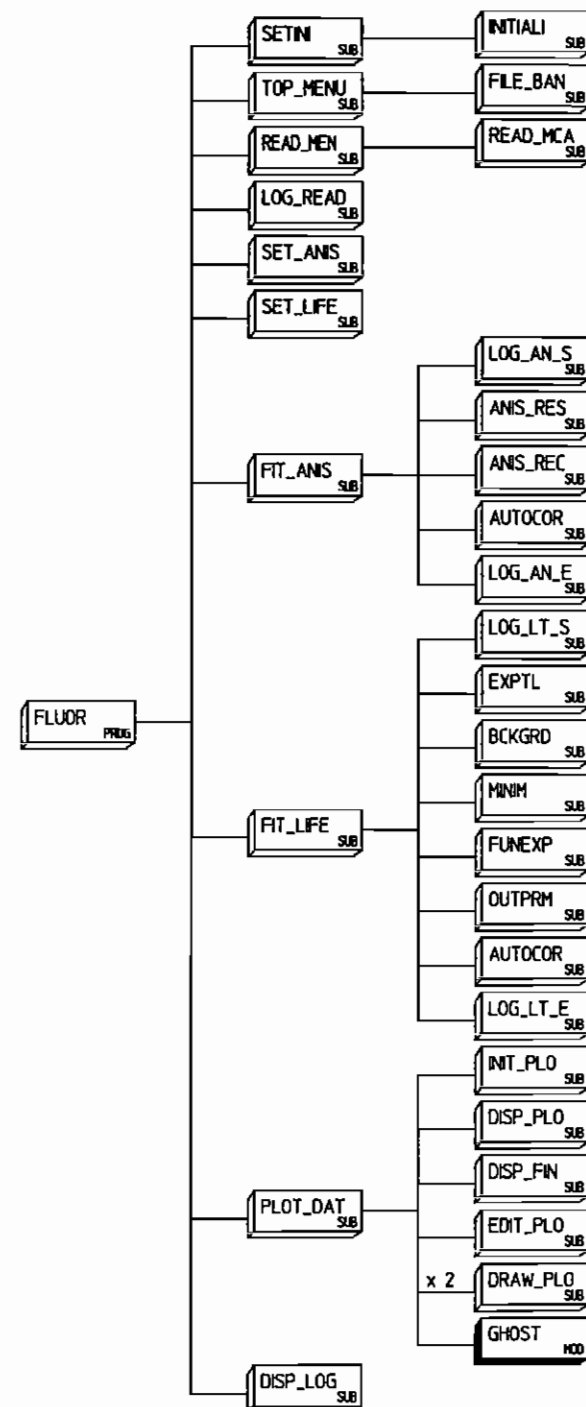 SETINI
SUB
INITIALI
SUB
TOP_MENU
SUB
FILE_BAN
SUB
READ_MEN
SUB
READ_MCA
SUB
LOG_READ
SUB
SET_ANIS
SUB
SET_LIFE
SUB
FIT_ANIS
SUB
LOG_AN_S
SUB
ANIS_RES
SUB
ANIS_REC
SUB
AUTOCOR
SUB
LOG_AN_E
SUB
FLUOR
PROG
FIT_LIFE
SUB
LOG_LT_S
SUB
EXPTL
SUB
BCKGRD
SUB
MINIM
SUB
FUNEXP
SUB
OUTPRM
SUB
AUTOCOR
SUB
LOG_LT_E
SUB
PLOT_DAT
SUB
INIT_PLO
SUB
DISP_PLO
SUB
DISP_FIN
SUB
EDIT_PLO
SUB
x 2
DRAW_PLO
SUB
GHOST
MOD
DISP_LOG
SUB